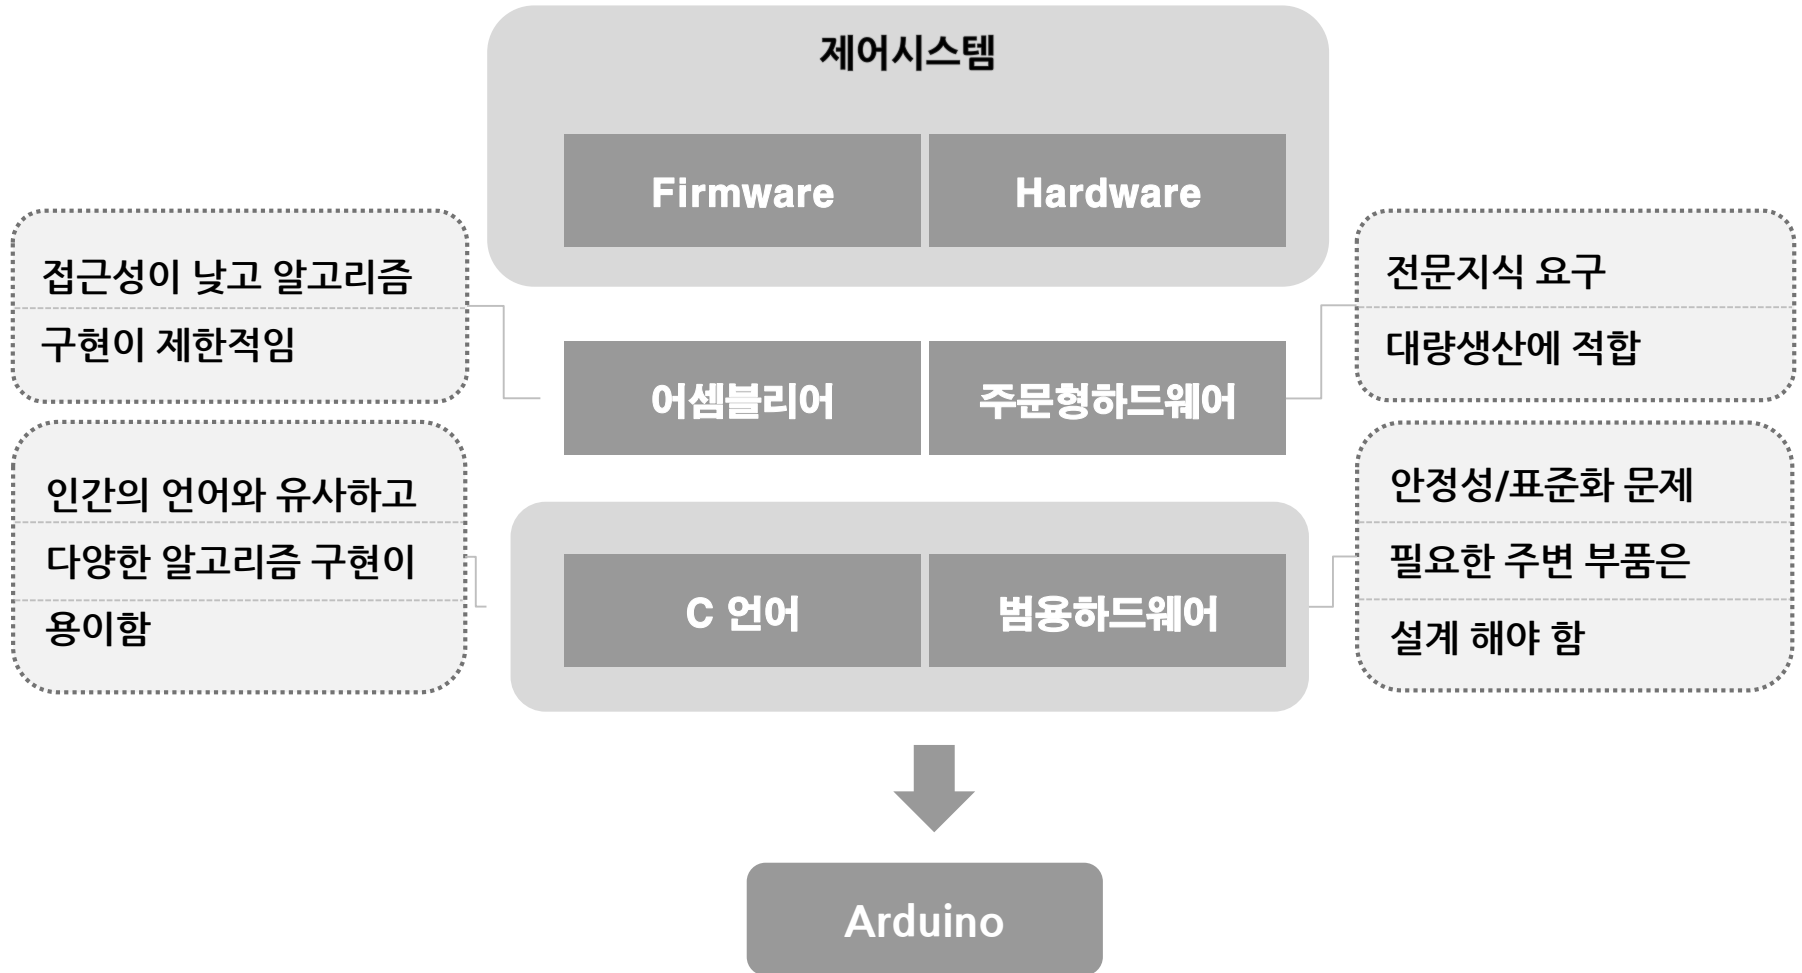 제어시스템
Firmware
Hardware
접근성이 낮고 알고리즘
구현이 제한적임
전문지식 요구
대량생산에 적합
어셈블리어
주문형하드웨어
인간의 언어와 유사하고
다양한 알고리즘 구현이
용이함
안정성/표준화 문제
필요한 주변 부품은
설계 해야 함
C 언어
범용하드웨어
Arduino